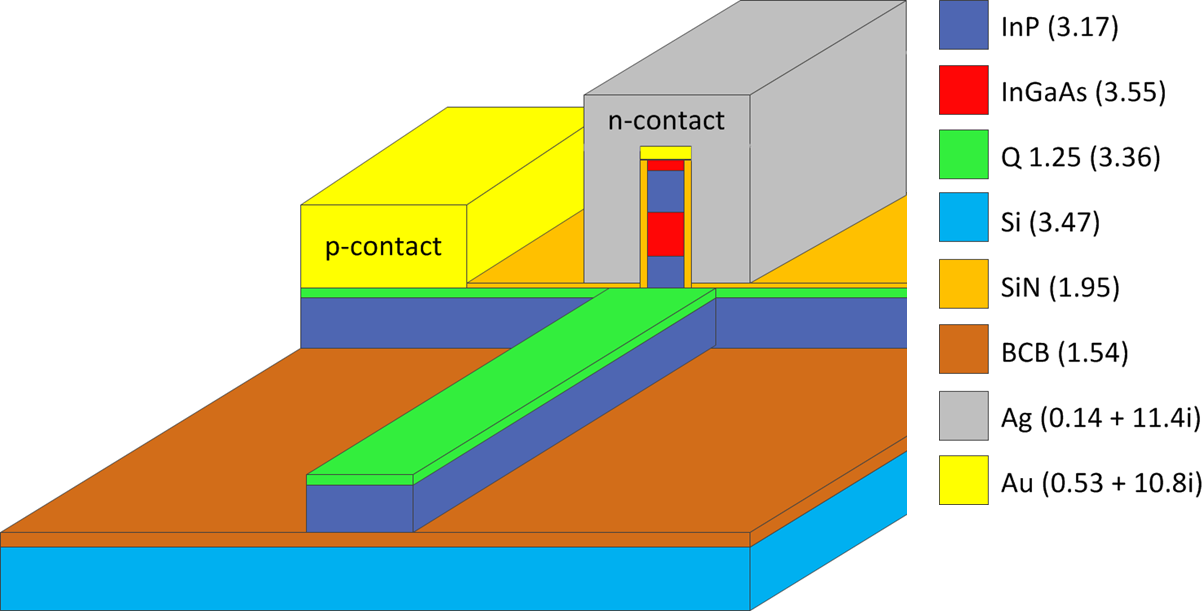 n-contact
p-contact
InP (3.17)
InGaAs (3.55)
Q 1.25 (3.36)
Si (3.47)
SiN (1.95)
BCB (1.54)
Ag (0.14 + 11.4i)
Au (0.53 + 10.8i)